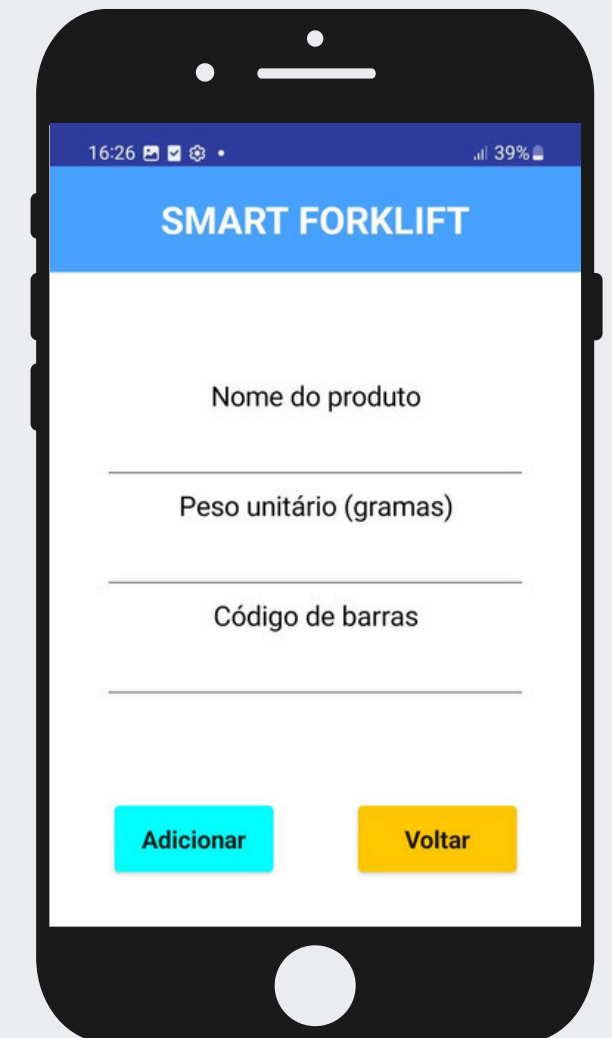 16:26
39%
SMART FORKLIFT
Nome do produto
Peso unitário (gramas)
Código de barras
Adicionar
Voltar